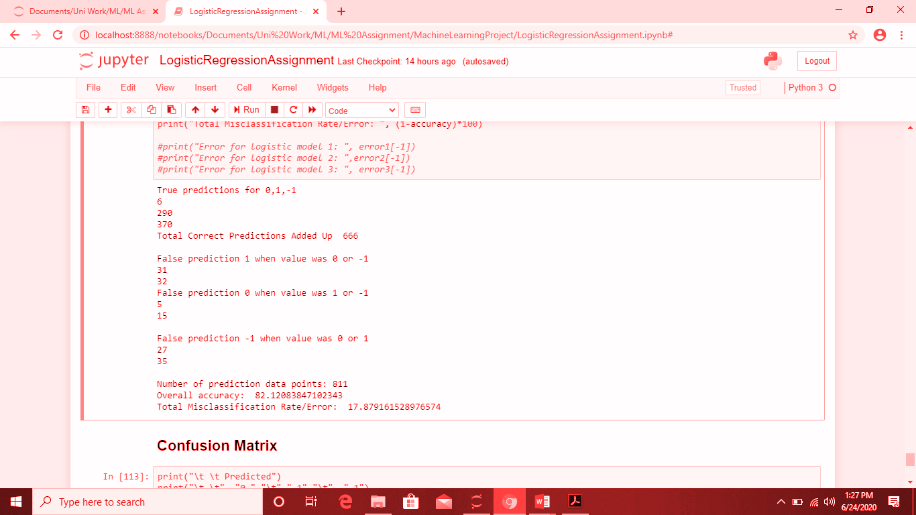 Documents/Uni-Work/ML/ML As
LogisticRegressionAssignment -
localhost:8888/notebooks/Documents/Uni%20Work/ML/ML%20Assignment/MachineLearningProject/LogisticRegressionAssignment.ipynb#
jupyter LogisticRegressionAssignment Last Checkpoint: 14 hours ago (autosaved)
Logout
File Edit View Insert Cell Kernel Widgets Help
Trusted
Python 3 O
Run
Code
print("Total Misclassification Rate/Error: ", (1-accuracy)*100)
#print("Error for logistic model 1: ", error1[-1])
#print("Error for logistic model 2: ",error2[-1])
#print("Error for logistic model 3: ", error3[-1])
True predictions for 0,1,-1
6
290
370
Total Correct Predictions Added Up 666
False prediction 1 when value was 0 or -1
31
32
False prediction 0 when value was 1 or -1
5
15
False prediction -1 when value was 0 or 1
27
35
Number of prediction data points: 811
Overall accuracy: 82.12083847102343
Total Misclassification Rate/Error: 17.879161528976574
Confusion Matrix
In [113]: print("\t \t Predicted")
Type here to search
1:27 PM
6/24/2020